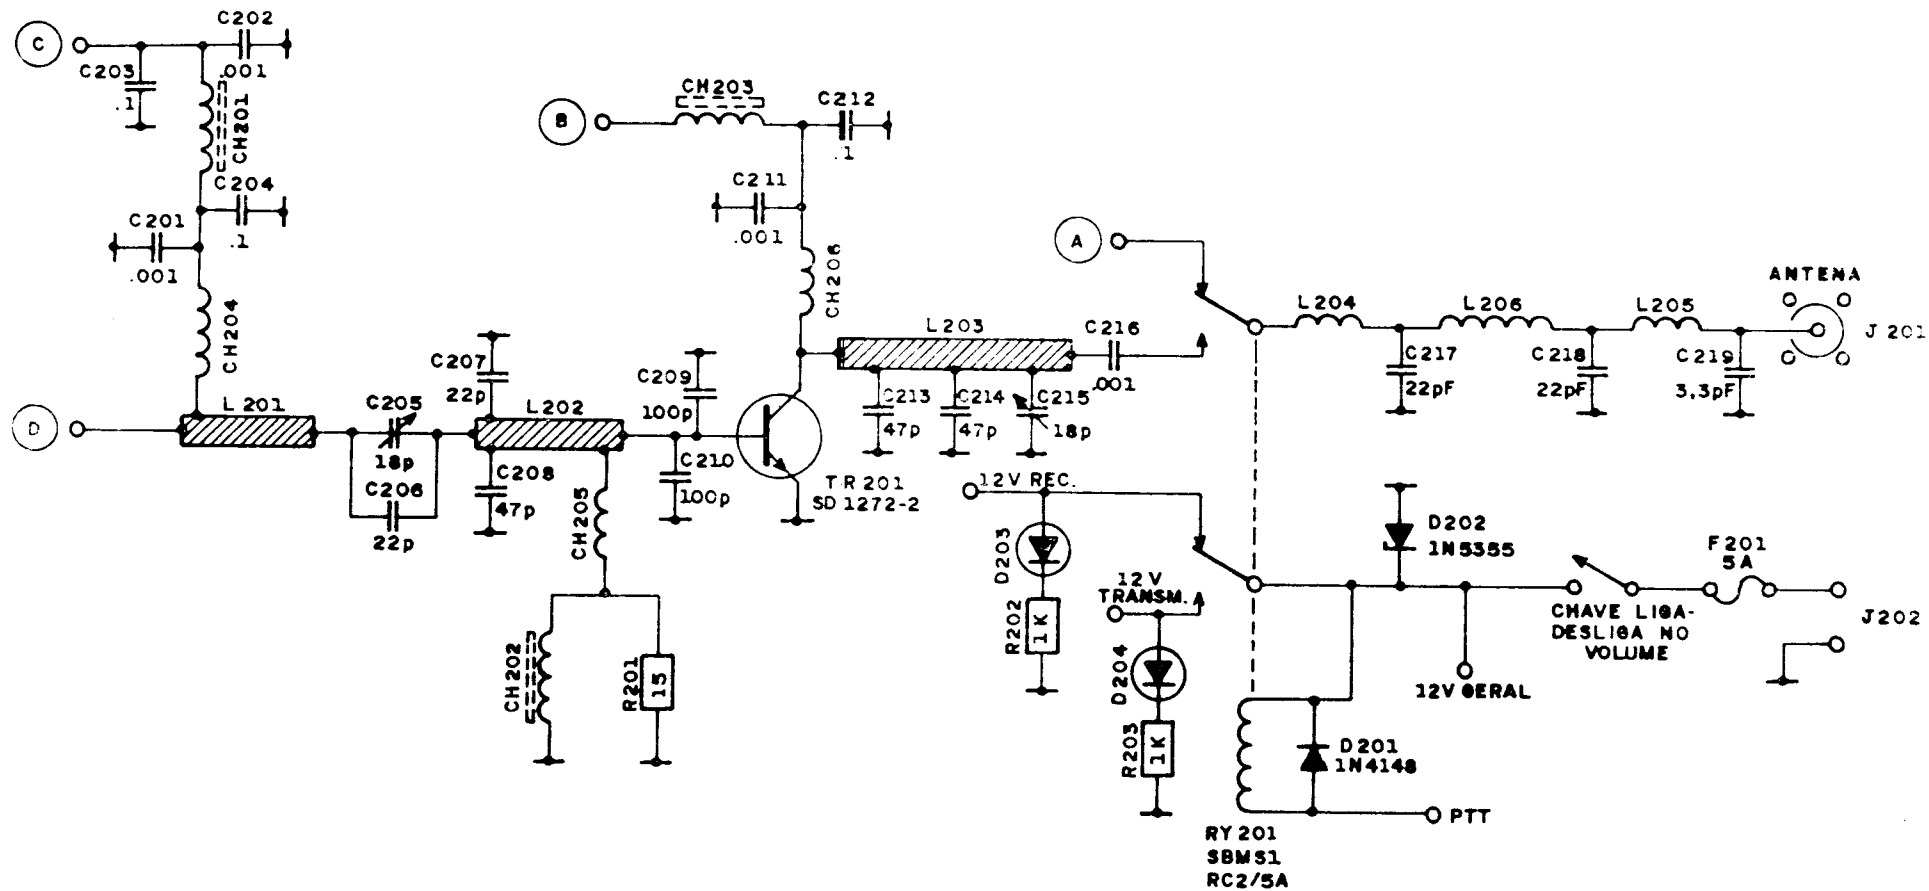 C
C202
.001
C203
.1
CH201
C204
.1
C201
.001
CH204
D
L201
C205
18p
C206
22p
C207
22p
L202
C208
47p
CH205
CH202
R201
15
C209
100p
C210
100p
TR201
SD1272-2
B
CH203
C212
.1
C211
.001
CH206
L203
C213
47p
C214
47p
C215
18p
C216
.001
A
L204
L206
L205
ANTENA
J201
C217
22pF
C218
22pF
C219
3,3pF
12V REC.
D203
R202
1K
12V
TRANSM.
D204
R203
1K
D202
1N5355
F201
5A
CHAVE LIGA-
DESLIGA NO
VOLUME
J202
12V GERAL
D201
1N4148
PTT
RY201
SBMS1
RC2/5A